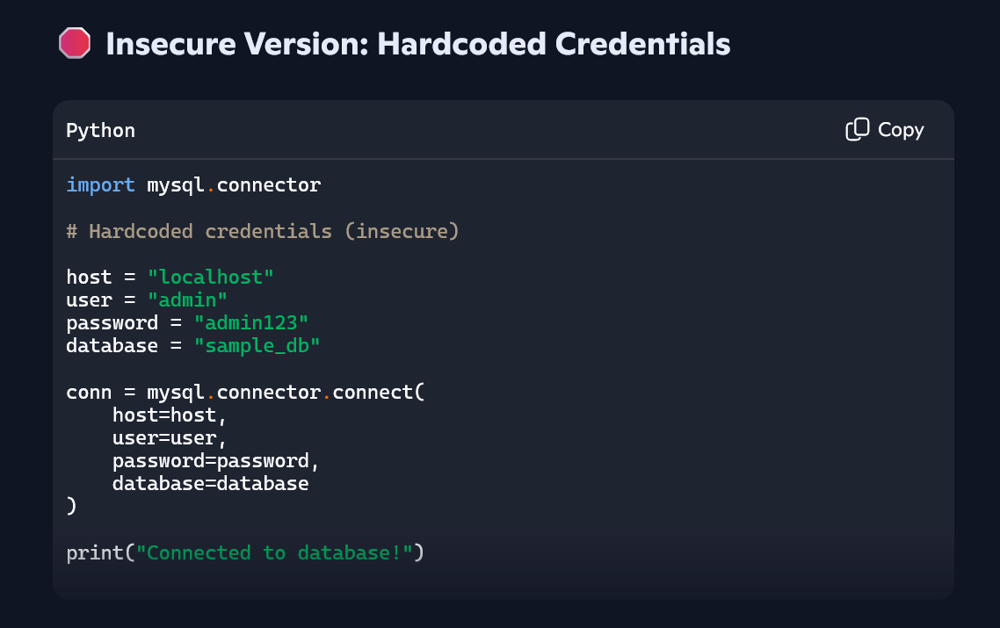 Insecure Version: Hardcoded Credentials
Python
Copy
import mysql.connector
# Hardcoded credentials (insecure)
host = "localhost"
user = "admin"
password = "admin123"
database = "sample_db"
conn = mysql.connector.connect(
    host=host,
    user=user,
    password=password,
    database=database
)
print("Connected to database!")